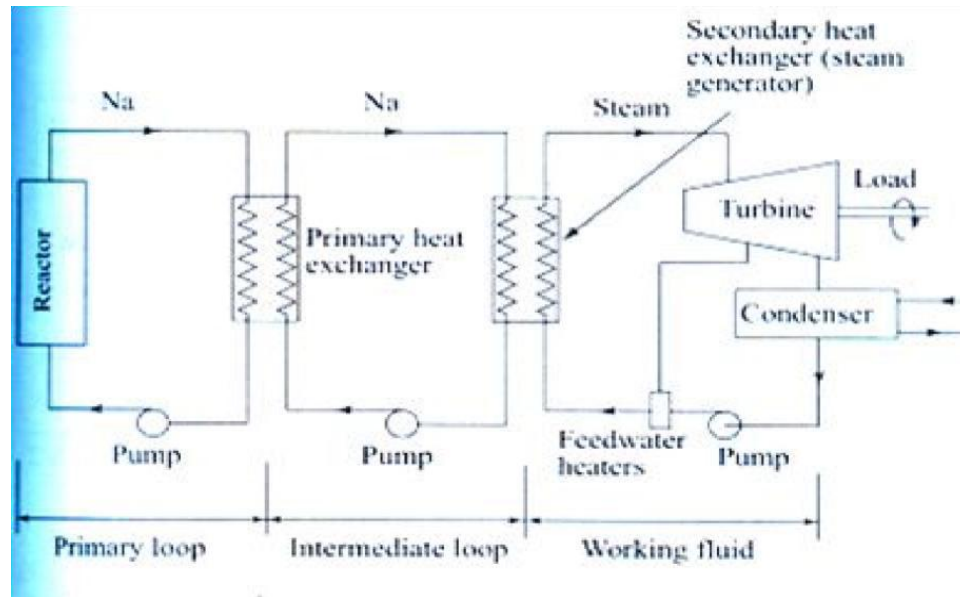 Secondary heat
exchanger (steam
generator)
Na
Na
Steam
Turbine
Load
Reactor
Primary heat
exchanger
Condenser
Pump
Pump
Feedwater
heaters
Pump
Primary loop
Intermediate loop
Working fluid